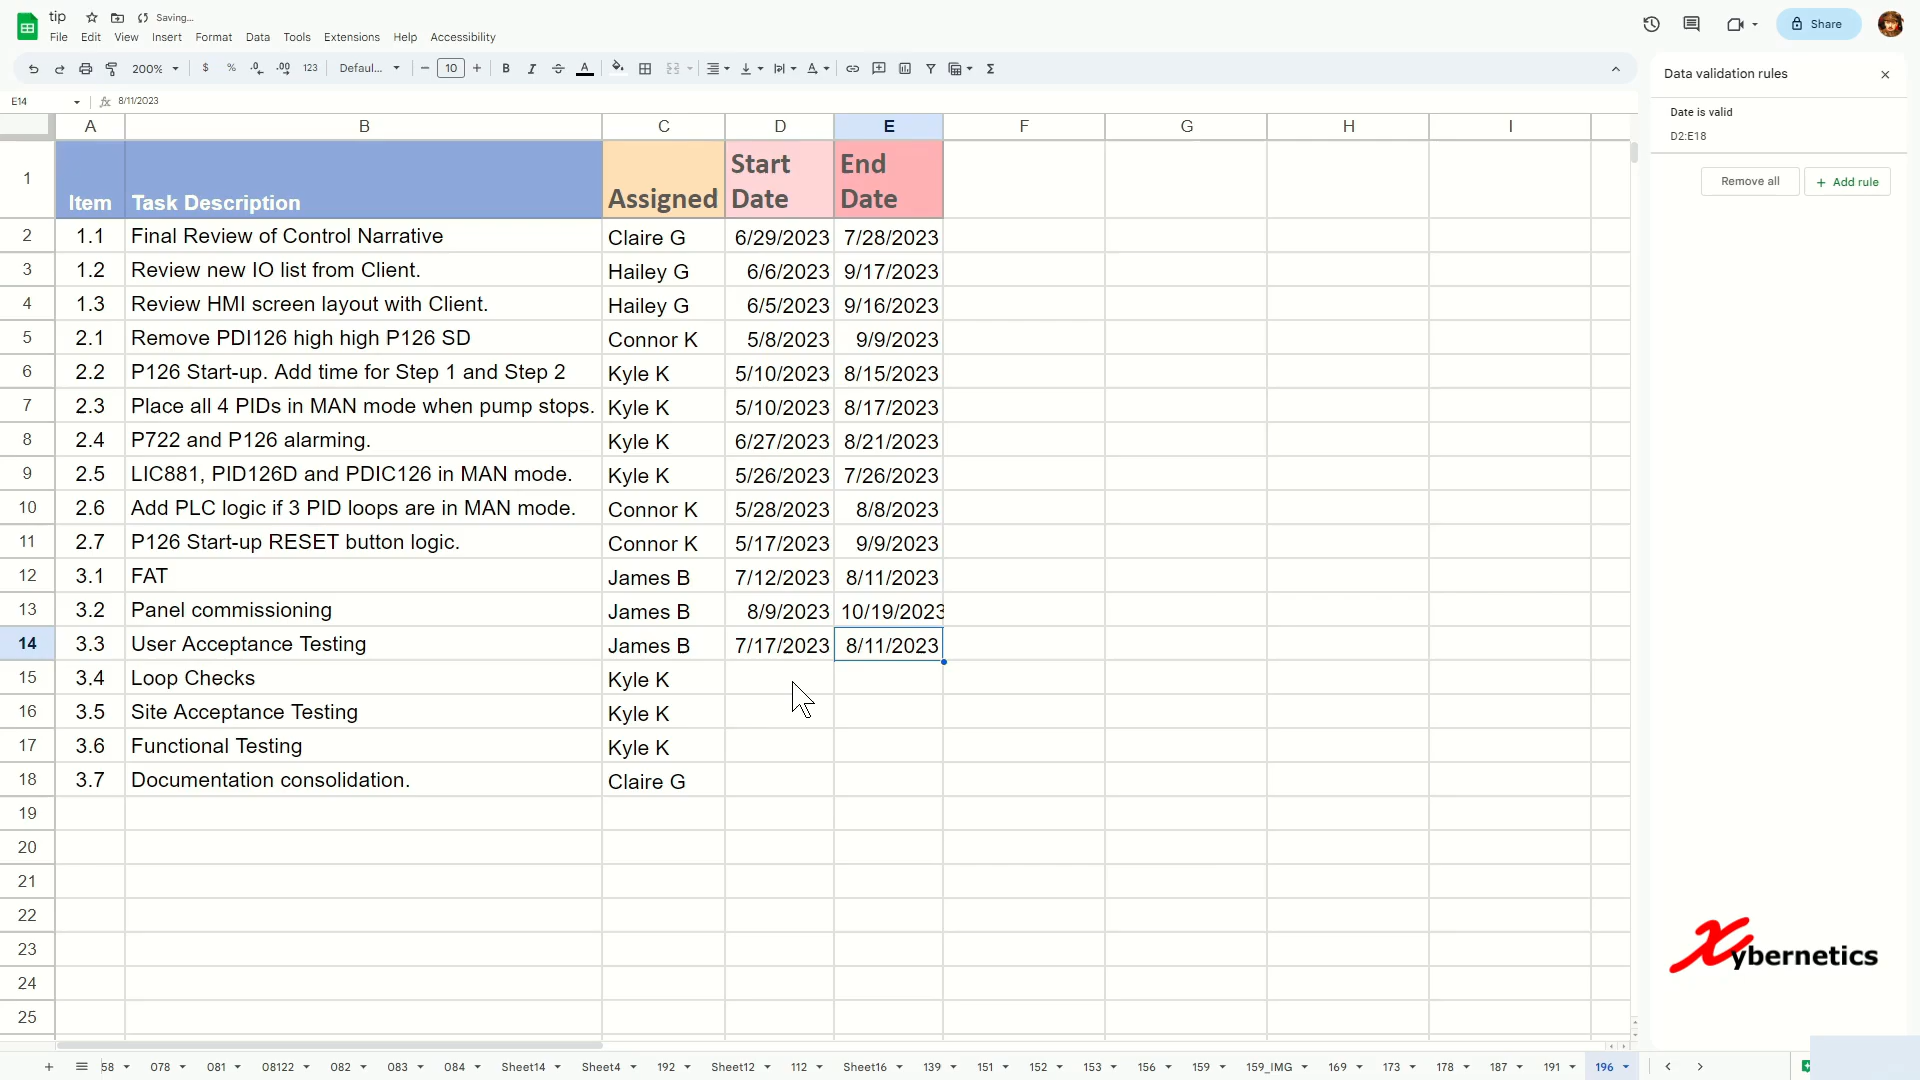 tip Saving...
File Edit View Insert Format Data Tools Extensions Help Accessibility
Share
200% $ % .0 .00 123 Defaul... 10 B I S A Σ
E14 fx 8/11/2023
Data validation rules
Date is valid
D2:E18
Remove all + Add rule
A B C D E F G H I
1 Item Task Description Assigned Start Date End Date
2 1.1 Final Review of Control Narrative Claire G 6/29/2023 7/28/2023
3 1.2 Review new IO list from Client. Hailey G 6/6/2023 9/17/2023
4 1.3 Review HMI screen layout with Client. Hailey G 6/5/2023 9/16/2023
5 2.1 Remove PDI126 high high P126 SD Connor K 5/8/2023 9/9/2023
6 2.2 P126 Start-up. Add time for Step 1 and Step 2 Kyle K 5/10/2023 8/15/2023
7 2.3 Place all 4 PIDs in MAN mode when pump stops. Kyle K 5/10/2023 8/17/2023
8 2.4 P722 and P126 alarming. Kyle K 6/27/2023 8/21/2023
9 2.5 LIC881, PID126D and PDIC126 in MAN mode. Kyle K 5/26/2023 7/26/2023
10 2.6 Add PLC logic if 3 PID loops are in MAN mode. Connor K 5/28/2023 8/8/2023
11 2.7 P126 Start-up RESET button logic. Connor K 5/17/2023 9/9/2023
12 3.1 FAT James B 7/12/2023 8/11/2023
13 3.2 Panel commissioning James B 8/9/2023 10/19/2023
14 3.3 User Acceptance Testing James B 7/17/2023 8/11/2023
15 3.4 Loop Checks Kyle K
16 3.5 Site Acceptance Testing Kyle K
17 3.6 Functional Testing Kyle K
18 3.7 Documentation consolidation. Claire G
19
20
21
22
23
24
25
Xybernetics
+ 58 078 081 08122 082 083 084 Sheet14 Sheet4 192 Sheet12 112 Sheet16 139 151 152 153 156 159 159_IMG 169 173 178 187 191 196